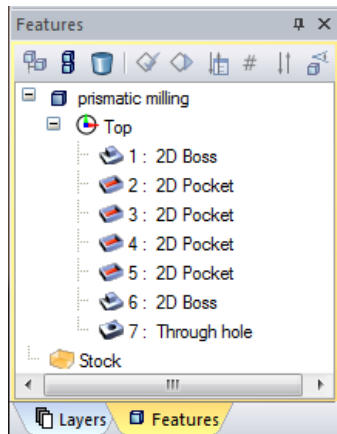 Features
#
prismatic milling
Top
1 : 2D Boss
2 : 2D Pocket
3 : 2D Pocket
4 : 2D Pocket
5 : 2D Pocket
6 : 2D Boss
7 : Through hole
Stock
Layers Features